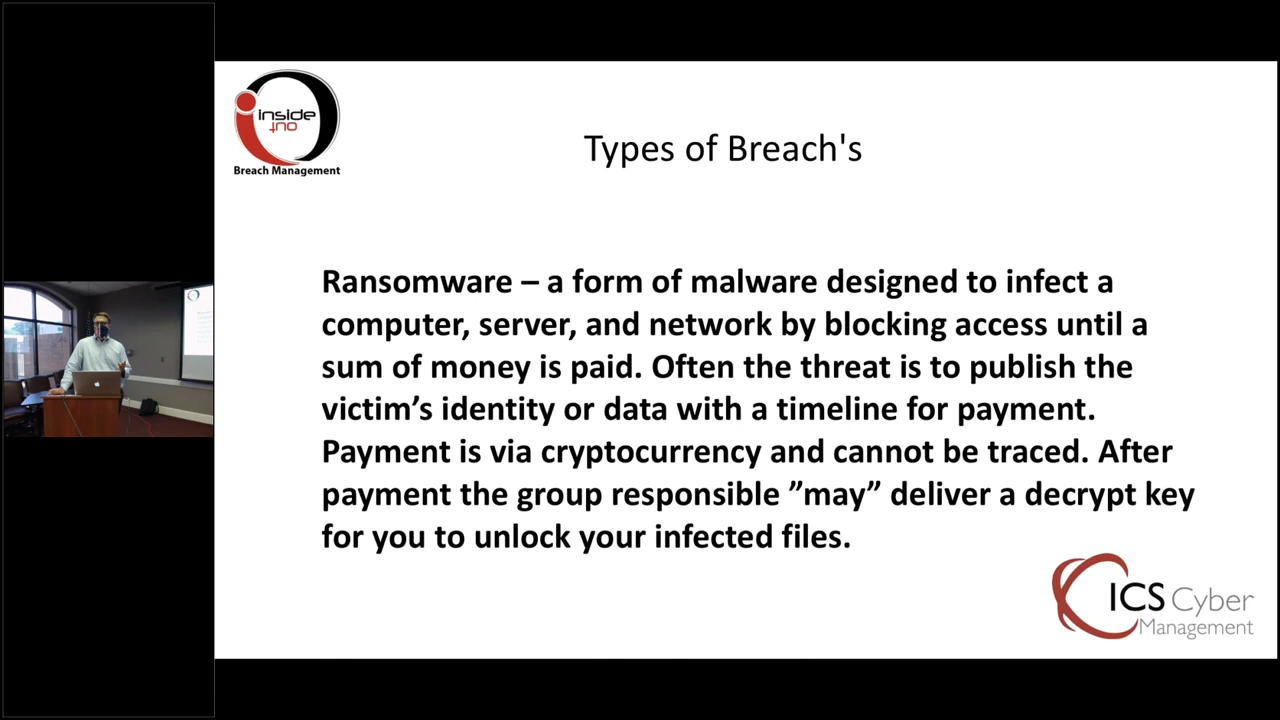 inside
out
Breach Management
Types of Breach's
Ransomware – a form of malware designed to infect a
computer, server, and network by blocking access until a
sum of money is paid. Often the threat is to publish the
victim’s identity or data with a timeline for payment.
Payment is via cryptocurrency and cannot be traced. After
payment the group responsible ”may” deliver a decrypt key
for you to unlock your infected files.
ICS Cyber
Management